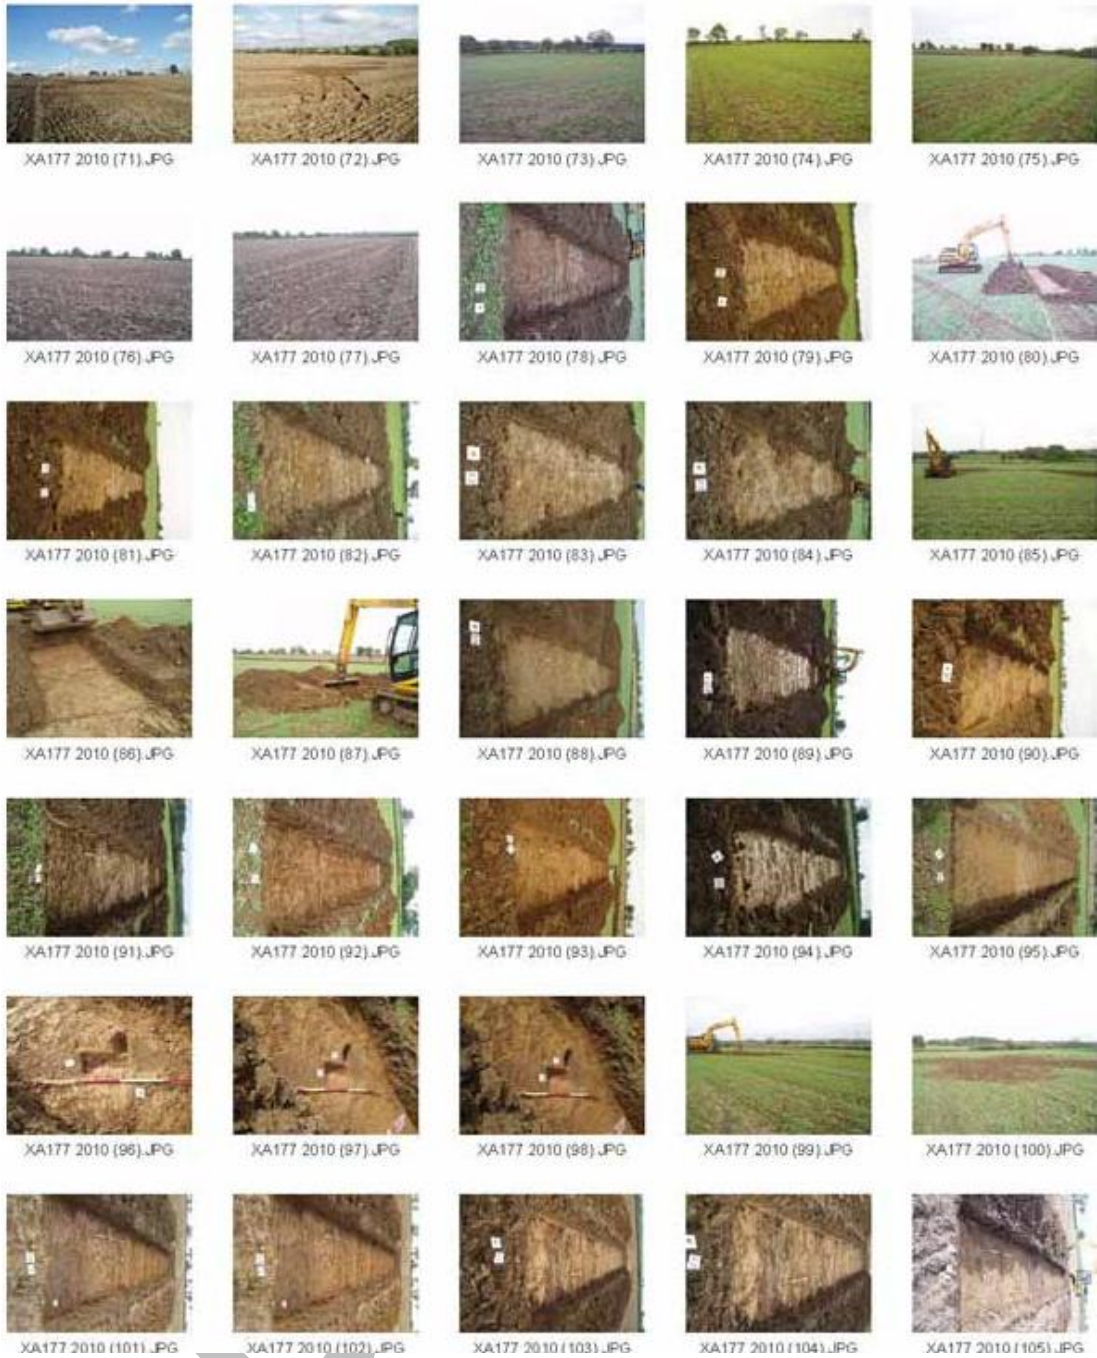 XA177 2010 (71).JPG XA177 2010 (72).JPG XA177 2010 (73).JPG XA177 2010 (74).JPG XA177 2010 (75).JPG
XA177 2010 (76).JPG XA177 2010 (77).JPG XA177 2010 (78).JPG XA177 2010 (79).JPG XA177 2010 (80).JPG
XA177 2010 (81).JPG XA177 2010 (82).JPG XA177 2010 (83).JPG XA177 2010 (84).JPG XA177 2010 (85).JPG
XA177 2010 (86).JPG XA177 2010 (87).JPG XA177 2010 (88).JPG XA177 2010 (89).JPG XA177 2010 (90).JPG
XA177 2010 (91).JPG XA177 2010 (92).JPG XA177 2010 (93).JPG XA177 2010 (94).JPG XA177 2010 (95).JPG
XA177 2010 (96).JPG XA177 2010 (97).JPG XA177 2010 (98).JPG XA177 2010 (99).JPG XA177 2010 (100).JPG
XA177 2010 (101).JPG XA177 2010 (102).JPG XA177 2010 (103).JPG XA177 2010 (104).JPG XA177 2010 (105).JPG